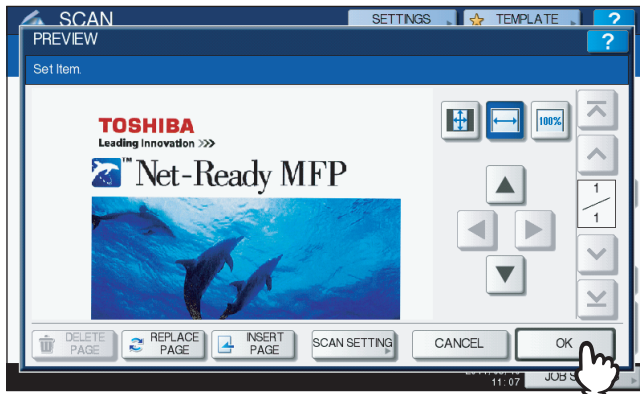 SCAN
SETTINGS
TEMPLATE
?
PREVIEW
?
Set Item.
TOSHIBA
Leading Innovation >>>
™ Net-Ready MFP
100%
1
1
DELETE PAGE
REPLACE PAGE
INSERT PAGE
SCAN SETTING
CANCEL
OK
11:07
JOB S